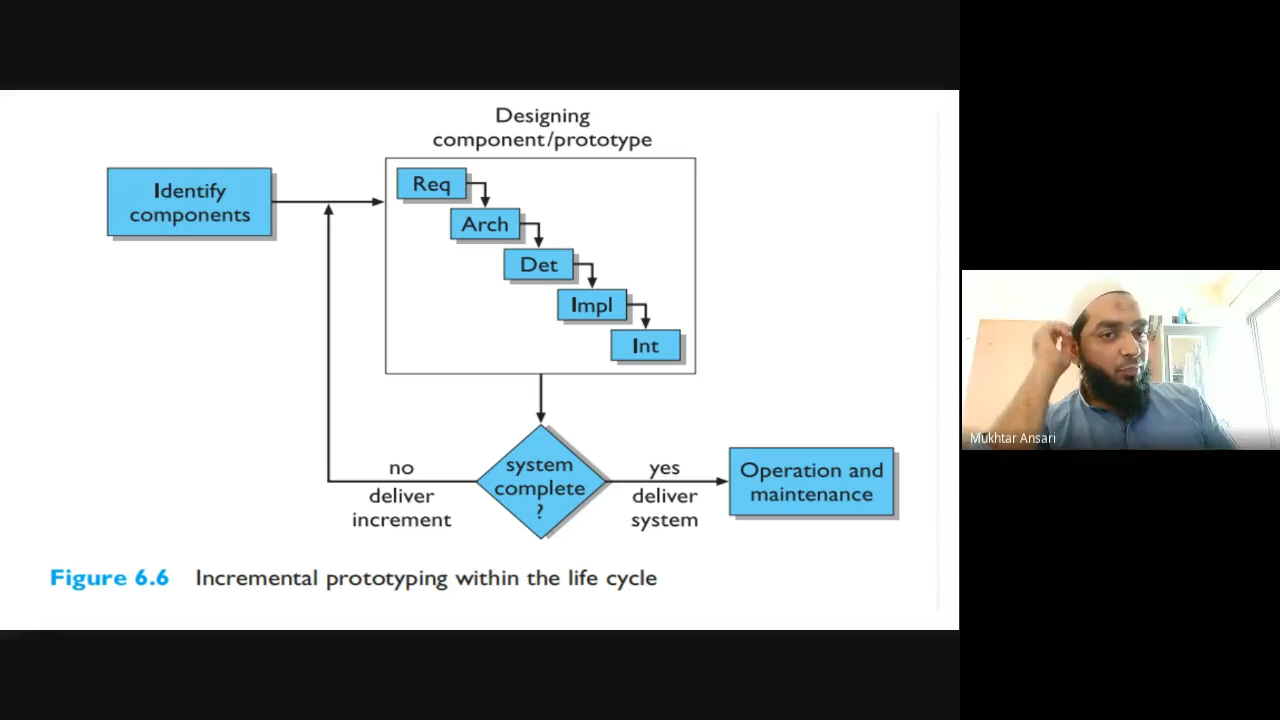 Designing
component/prototype
Identify
components
Req
Arch
Det
Impl
Int
system
complete
?
no
deliver
increment
yes
deliver
system
Operation and
maintenance
Figure 6.6 Incremental prototyping within the life cycle
Mukhtar Ansari